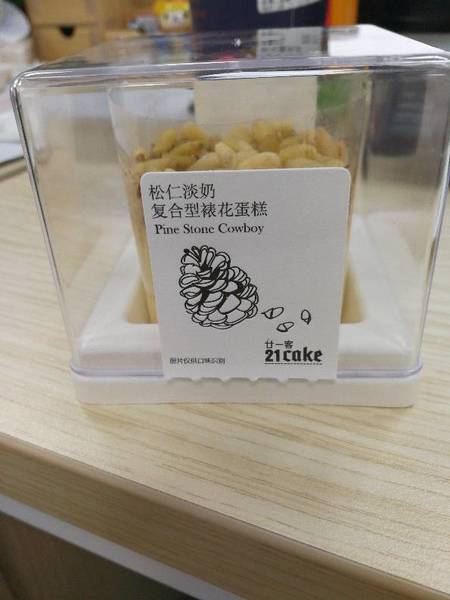 松仁淡奶
复合型裱花蛋糕
Pine Stone Cowboy
图片仅供口味识别
廿一客
21cake